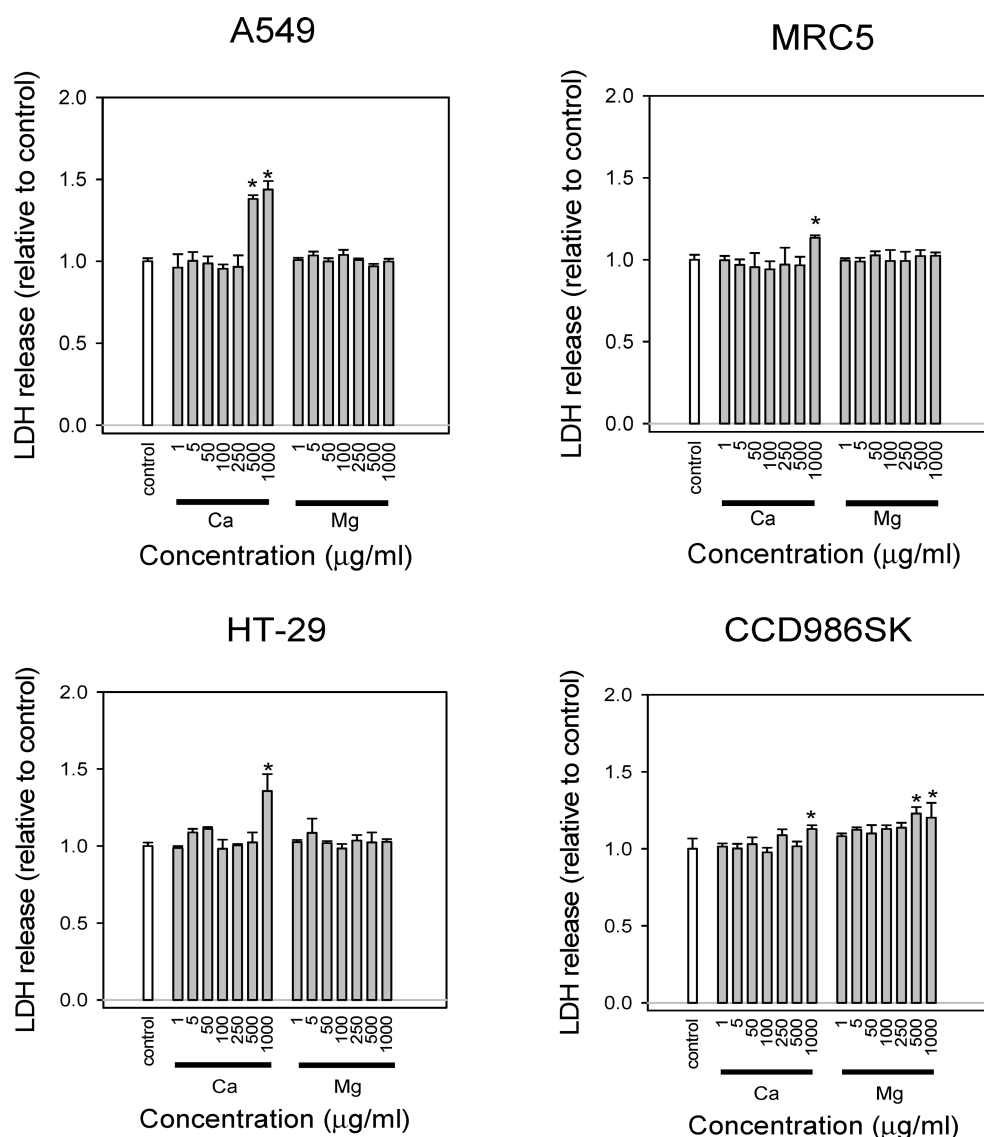 A549
LDH release (relative to control)
2.0
1.5
1.0
0.5
0.0
* *
control 1 5 50 100 250 500 1000 1 5 50 100 250 500 1000
Ca Mg
Concentration (μg/ml)
MRC5
LDH release (relative to control)
2.0
1.5
1.0
0.5
0.0
*
control 1 5 50 100 250 500 1000 1 5 50 100 250 500 1000
Ca Mg
Concentration (μg/ml)
HT-29
LDH release (relative to control)
2.0
1.5
1.0
0.5
0.0
*
control 1 5 50 100 250 500 1000 1 5 50 100 250 500 1000
Ca Mg
Concentration (μg/ml)
CCD986SK
LDH release (relative to control)
2.0
1.5
1.0
0.5
0.0
* * *
control 1 5 50 100 250 500 1000 1 5 50 100 250 500 1000
Ca Mg
Concentration (μg/ml)